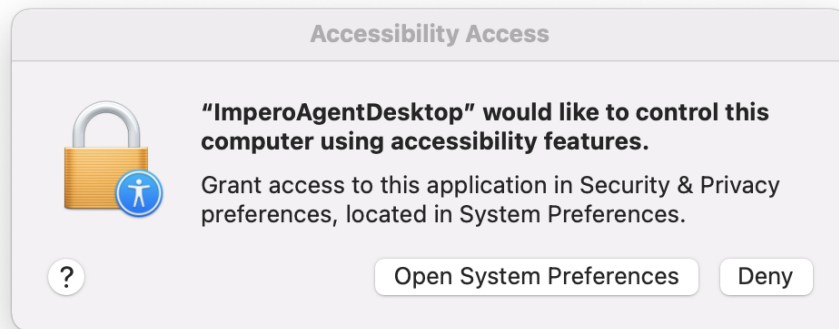 Accessibility Access
“ImperoAgentDesktop” would like to control this
computer using accessibility features.
Grant access to this application in Security & Privacy
preferences, located in System Preferences.
?
Open System Preferences
Deny